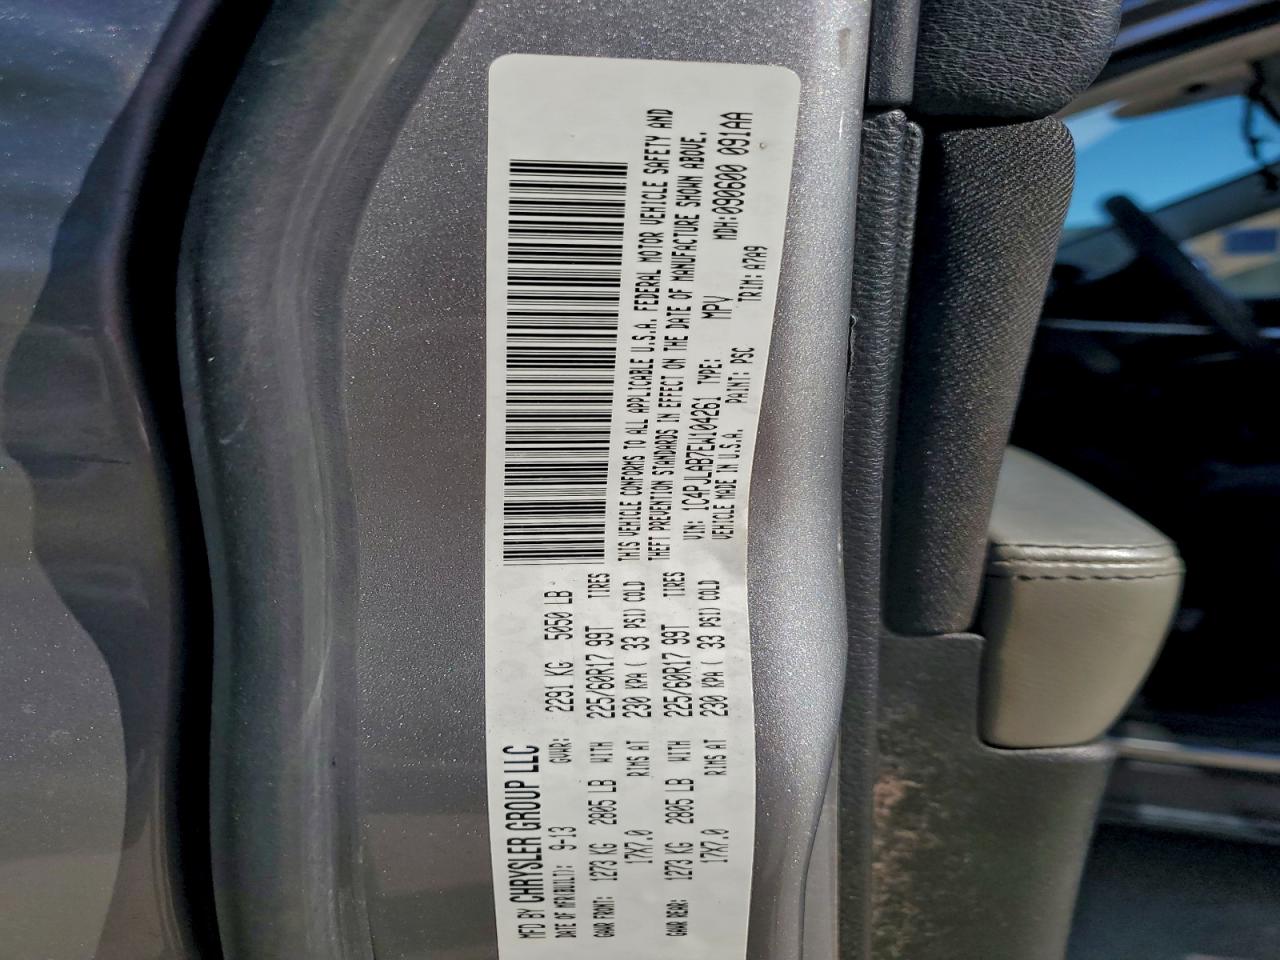 MFD BY CHRYSLER GROUP LLC
DATE OF MFR(BUILT): 9-13 GVWR: 2291 KG 5050 LB
GAWR FRONT: 1273 KG 2805 LB WITH 225/60R17 99T TIRES
17X7.0 RIMS AT 230 KPA ( 33 PSI) COLD
GAWR REAR: 1273 KG 2805 LB WITH 225/60R17 99T TIRES
17X7.0 RIMS AT 230 KPA ( 33 PSI) COLD
THIS VEHICLE CONFORMS TO ALL APPLICABLE U.S.A. FEDERAL MOTOR VEHICLE SAFETY AND
THEFT PREVENTION STANDARDS IN EFFECT ON THE DATE OF MANUFACTURE SHOWN ABOVE.
VIN: 1C4PJLAB7EW104261 TYPE: MPV MDH:090600 091AA
VEHICLE MADE IN U.S.A. PAINT: PSC TRIM: A7A9